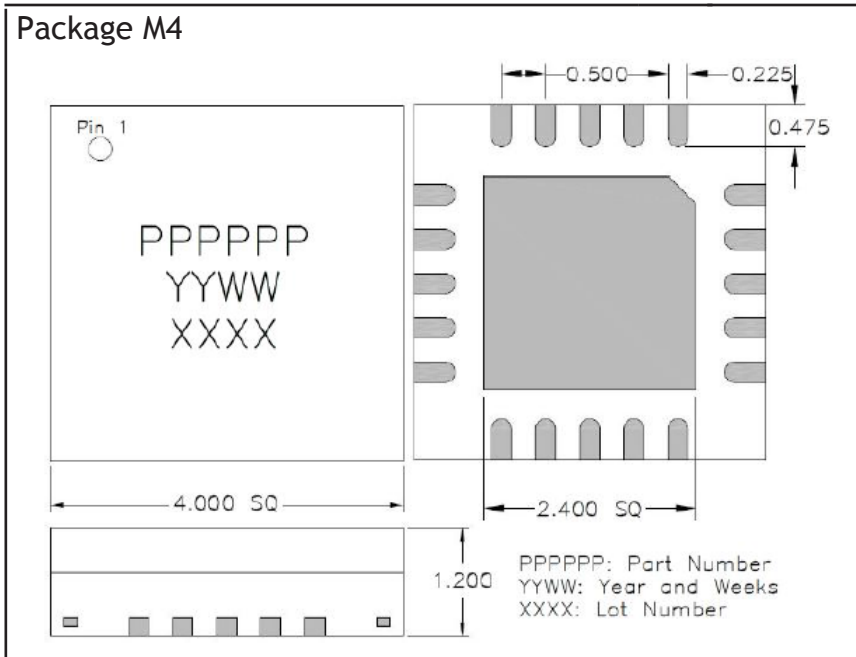 Package M4
Pin 1
PPPPPP
YYWW
XXXX
0.500
0.225
0.475
4.000 SQ
2.400 SQ
1.200
PPPPPP: Part Number
YYWW: Year and Weeks
XXXX: Lot Number